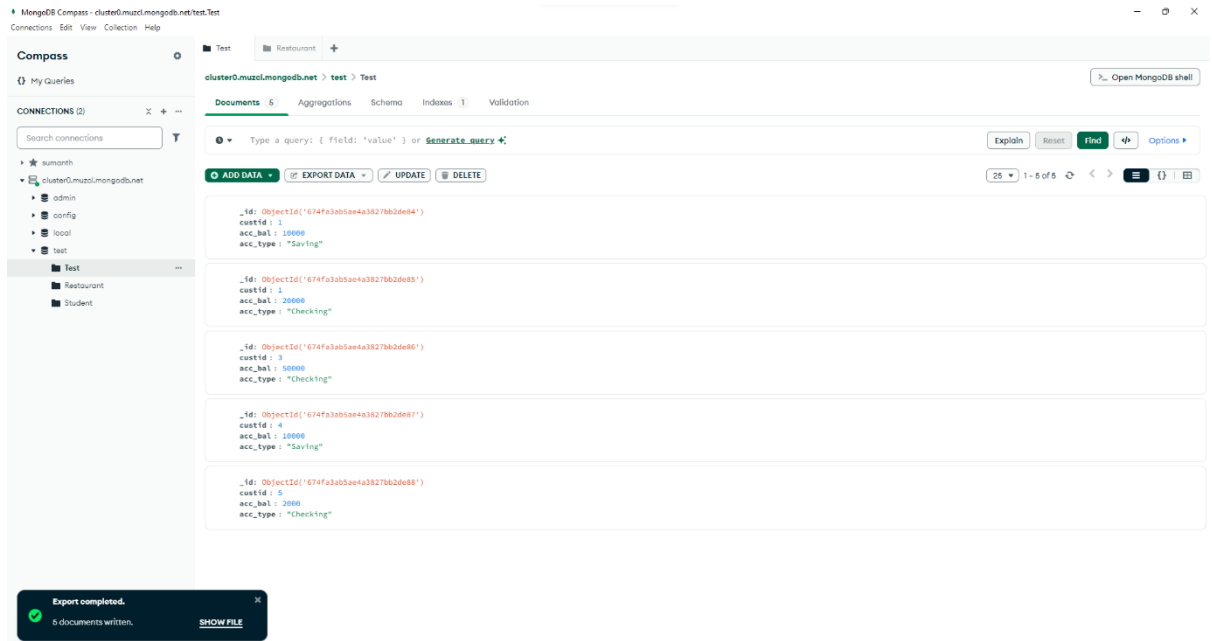 MongoDB Compass - cluster0.muzcl.mongodb.net/test.Test
Connections Edit View Collection Help
Compass
{} My Queries
CONNECTIONS (2)
Search connections
sumanth
cluster0.muzcl.mongodb.net
admin
config
local
test
Test
Restaurant
Student
Test Restaurant
cluster0.muzcl.mongodb.net > test > Test
>_ Open MongoDB shell
Documents 5 Aggregations Schema Indexes 1 Validation
Type a query: { field: 'value' } or Generate query
Explain Reset Find </> Options
ADD DATA EXPORT DATA UPDATE DELETE
25 1 - 5 of 5 {}
_id: ObjectId('674fa3ab5ae4a3827bb2de84')
custid : 1
acc_bal : 10000
acc_type : "Saving"
_id: ObjectId('674fa3ab5ae4a3827bb2de85')
custid : 1
acc_bal : 20000
acc_type : "Checking"
_id: ObjectId('674fa3ab5ae4a3827bb2de86')
custid : 3
acc_bal : 50000
acc_type : "Checking"
_id: ObjectId('674fa3ab5ae4a3827bb2de87')
custid : 4
acc_bal : 10000
acc_type : "Saving"
_id: ObjectId('674fa3ab5ae4a3827bb2de88')
custid : 5
acc_bal : 2000
acc_type : "Checking"
Export completed.
5 documents written. SHOW FILE